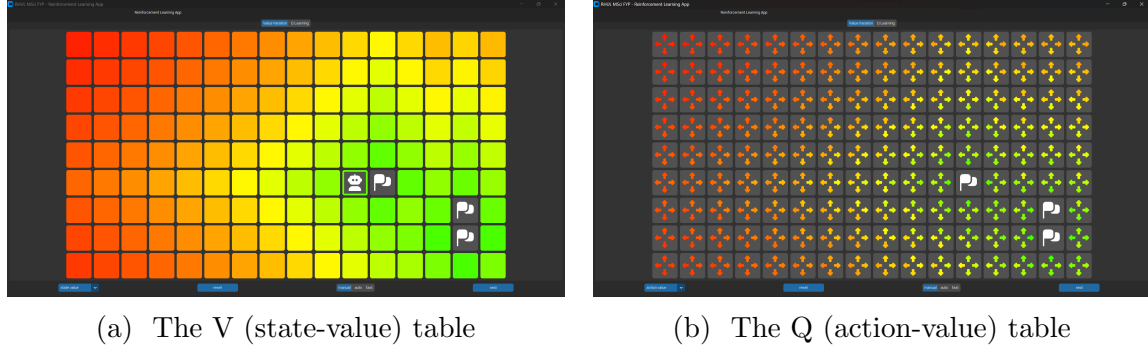 RHUL MSci FYP - Reinforcement Learning App
Reinforcement Learning App
Value Iteration Q Learning
state-value
reset
manual auto fast
next
(a) The V (state-value) table
RHUL MSci FYP - Reinforcement Learning App
Reinforcement Learning App
Value Iteration Q Learning
action-value
reset
manual auto fast
next
(b) The Q (action-value) table